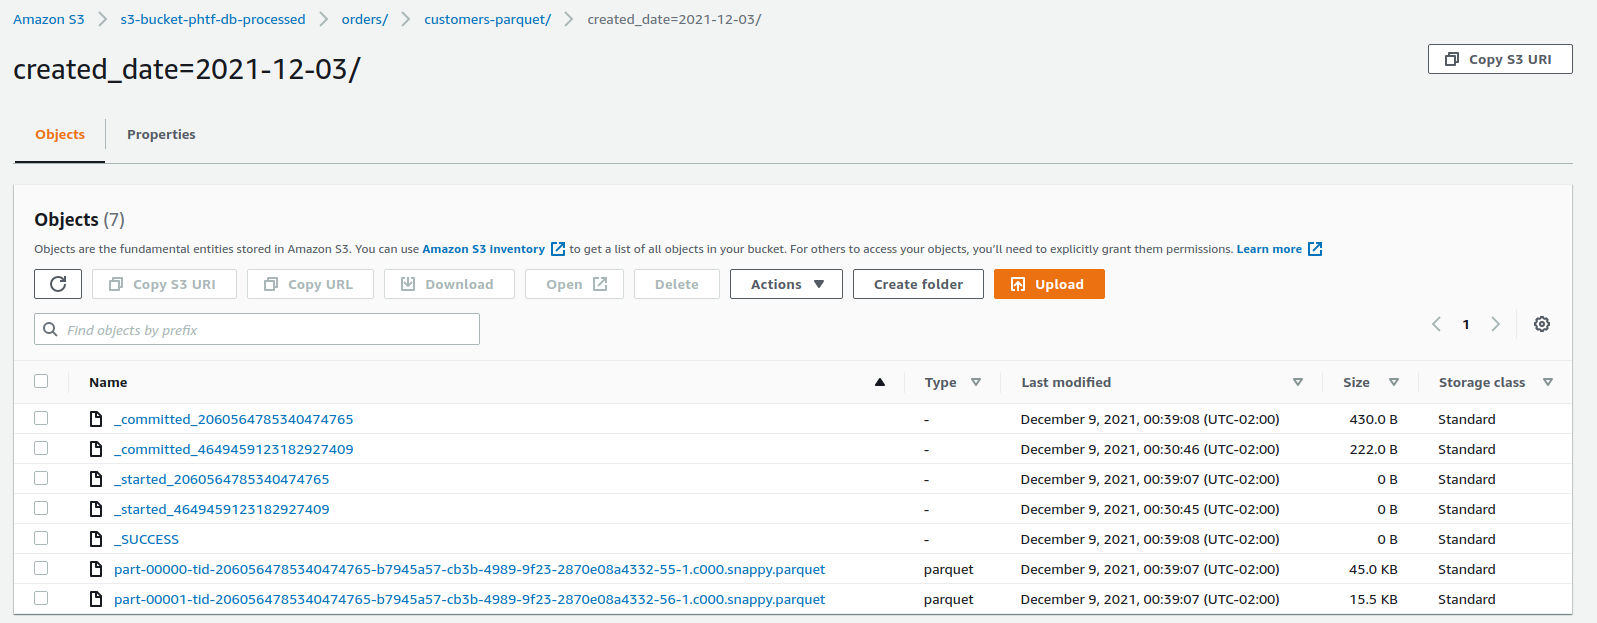 Amazon S3 > s3-bucket-phtf-db-processed > orders/ > customers-parquet/ > created_date=2021-12-03/
created_date=2021-12-03/
Copy S3 URI
Objects Properties
Objects (7)
Objects are the fundamental entities stored in Amazon S3. You can use Amazon S3 inventory to get a list of all objects in your bucket. For others to access your objects, you'll need to explicitly grant them permissions. Learn more
Copy S3 URI Copy URL Download Open Delete Actions Create folder Upload
Find objects by prefix
1
Name Type Last modified Size Storage class
_committed_2060564785340474765 - December 9, 2021, 00:39:08 (UTC-02:00) 430.0 B Standard
_committed_4649459123182927409 - December 9, 2021, 00:30:46 (UTC-02:00) 222.0 B Standard
_started_2060564785340474765 - December 9, 2021, 00:39:07 (UTC-02:00) 0 B Standard
_started_4649459123182927409 - December 9, 2021, 00:30:45 (UTC-02:00) 0 B Standard
_SUCCESS - December 9, 2021, 00:39:08 (UTC-02:00) 0 B Standard
part-00000-tid-2060564785340474765-b7945a57-cb3b-4989-9f23-2870e08a4332-55-1.c000.snappy.parquet parquet December 9, 2021, 00:39:07 (UTC-02:00) 45.0 KB Standard
part-00001-tid-2060564785340474765-b7945a57-cb3b-4989-9f23-2870e08a4332-56-1.c000.snappy.parquet parquet December 9, 2021, 00:39:07 (UTC-02:00) 15.5 KB Standard